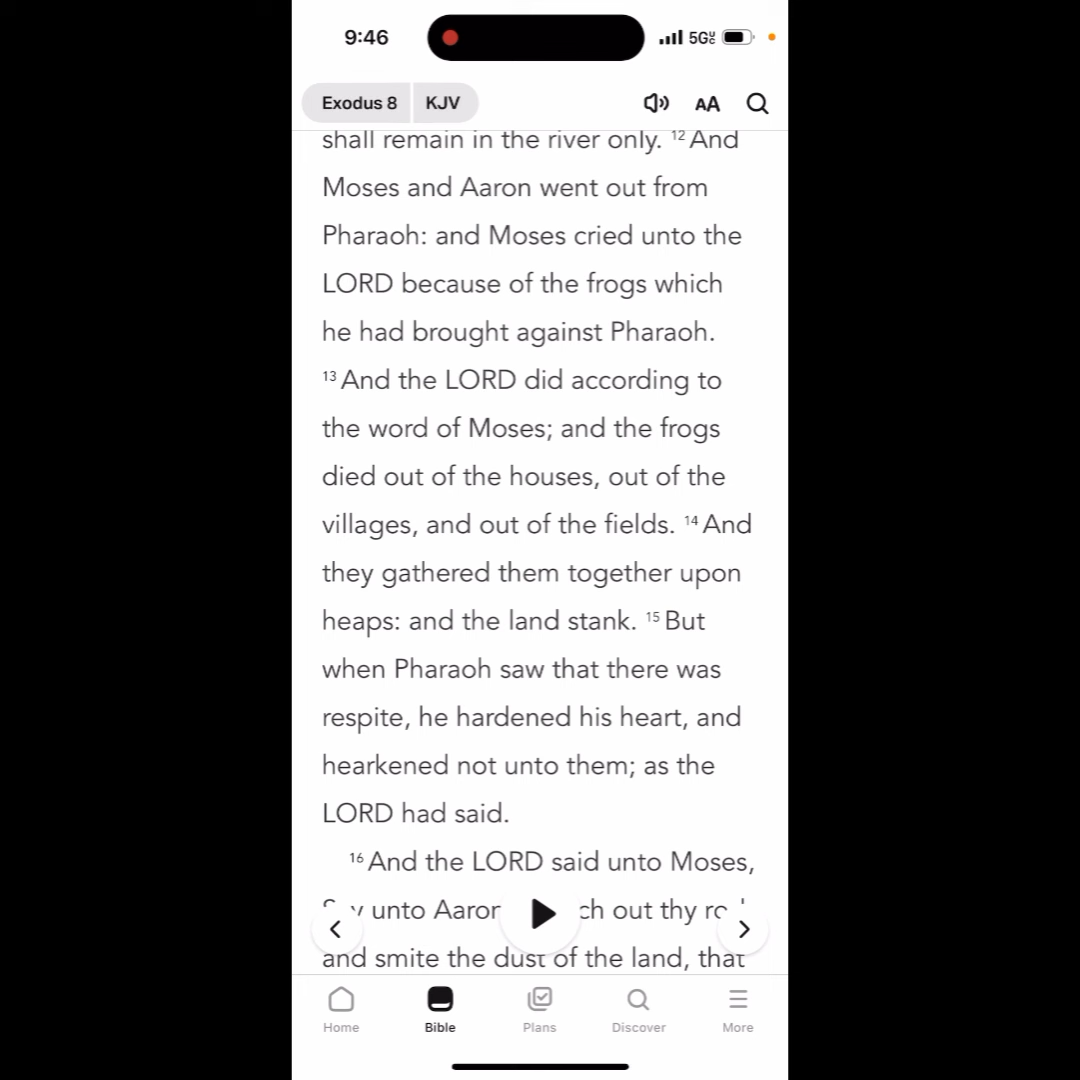 9:46 5G
Exodus 8 KJV AA
shall remain in the river only. 12 And
Moses and Aaron went out from
Pharaoh: and Moses cried unto the
LORD because of the frogs which
he had brought against Pharaoh.
13 And the LORD did according to
the word of Moses; and the frogs
died out of the houses, out of the
villages, and out of the fields. 14 And
they gathered them together upon
heaps: and the land stank. 15 But
when Pharaoh saw that there was
respite, he hardened his heart, and
hearkened not unto them; as the
LORD had said.
16 And the LORD said unto Moses,
unto Aaron out thy
and smite the dust of the land, that
Home Bible Plans Discover More